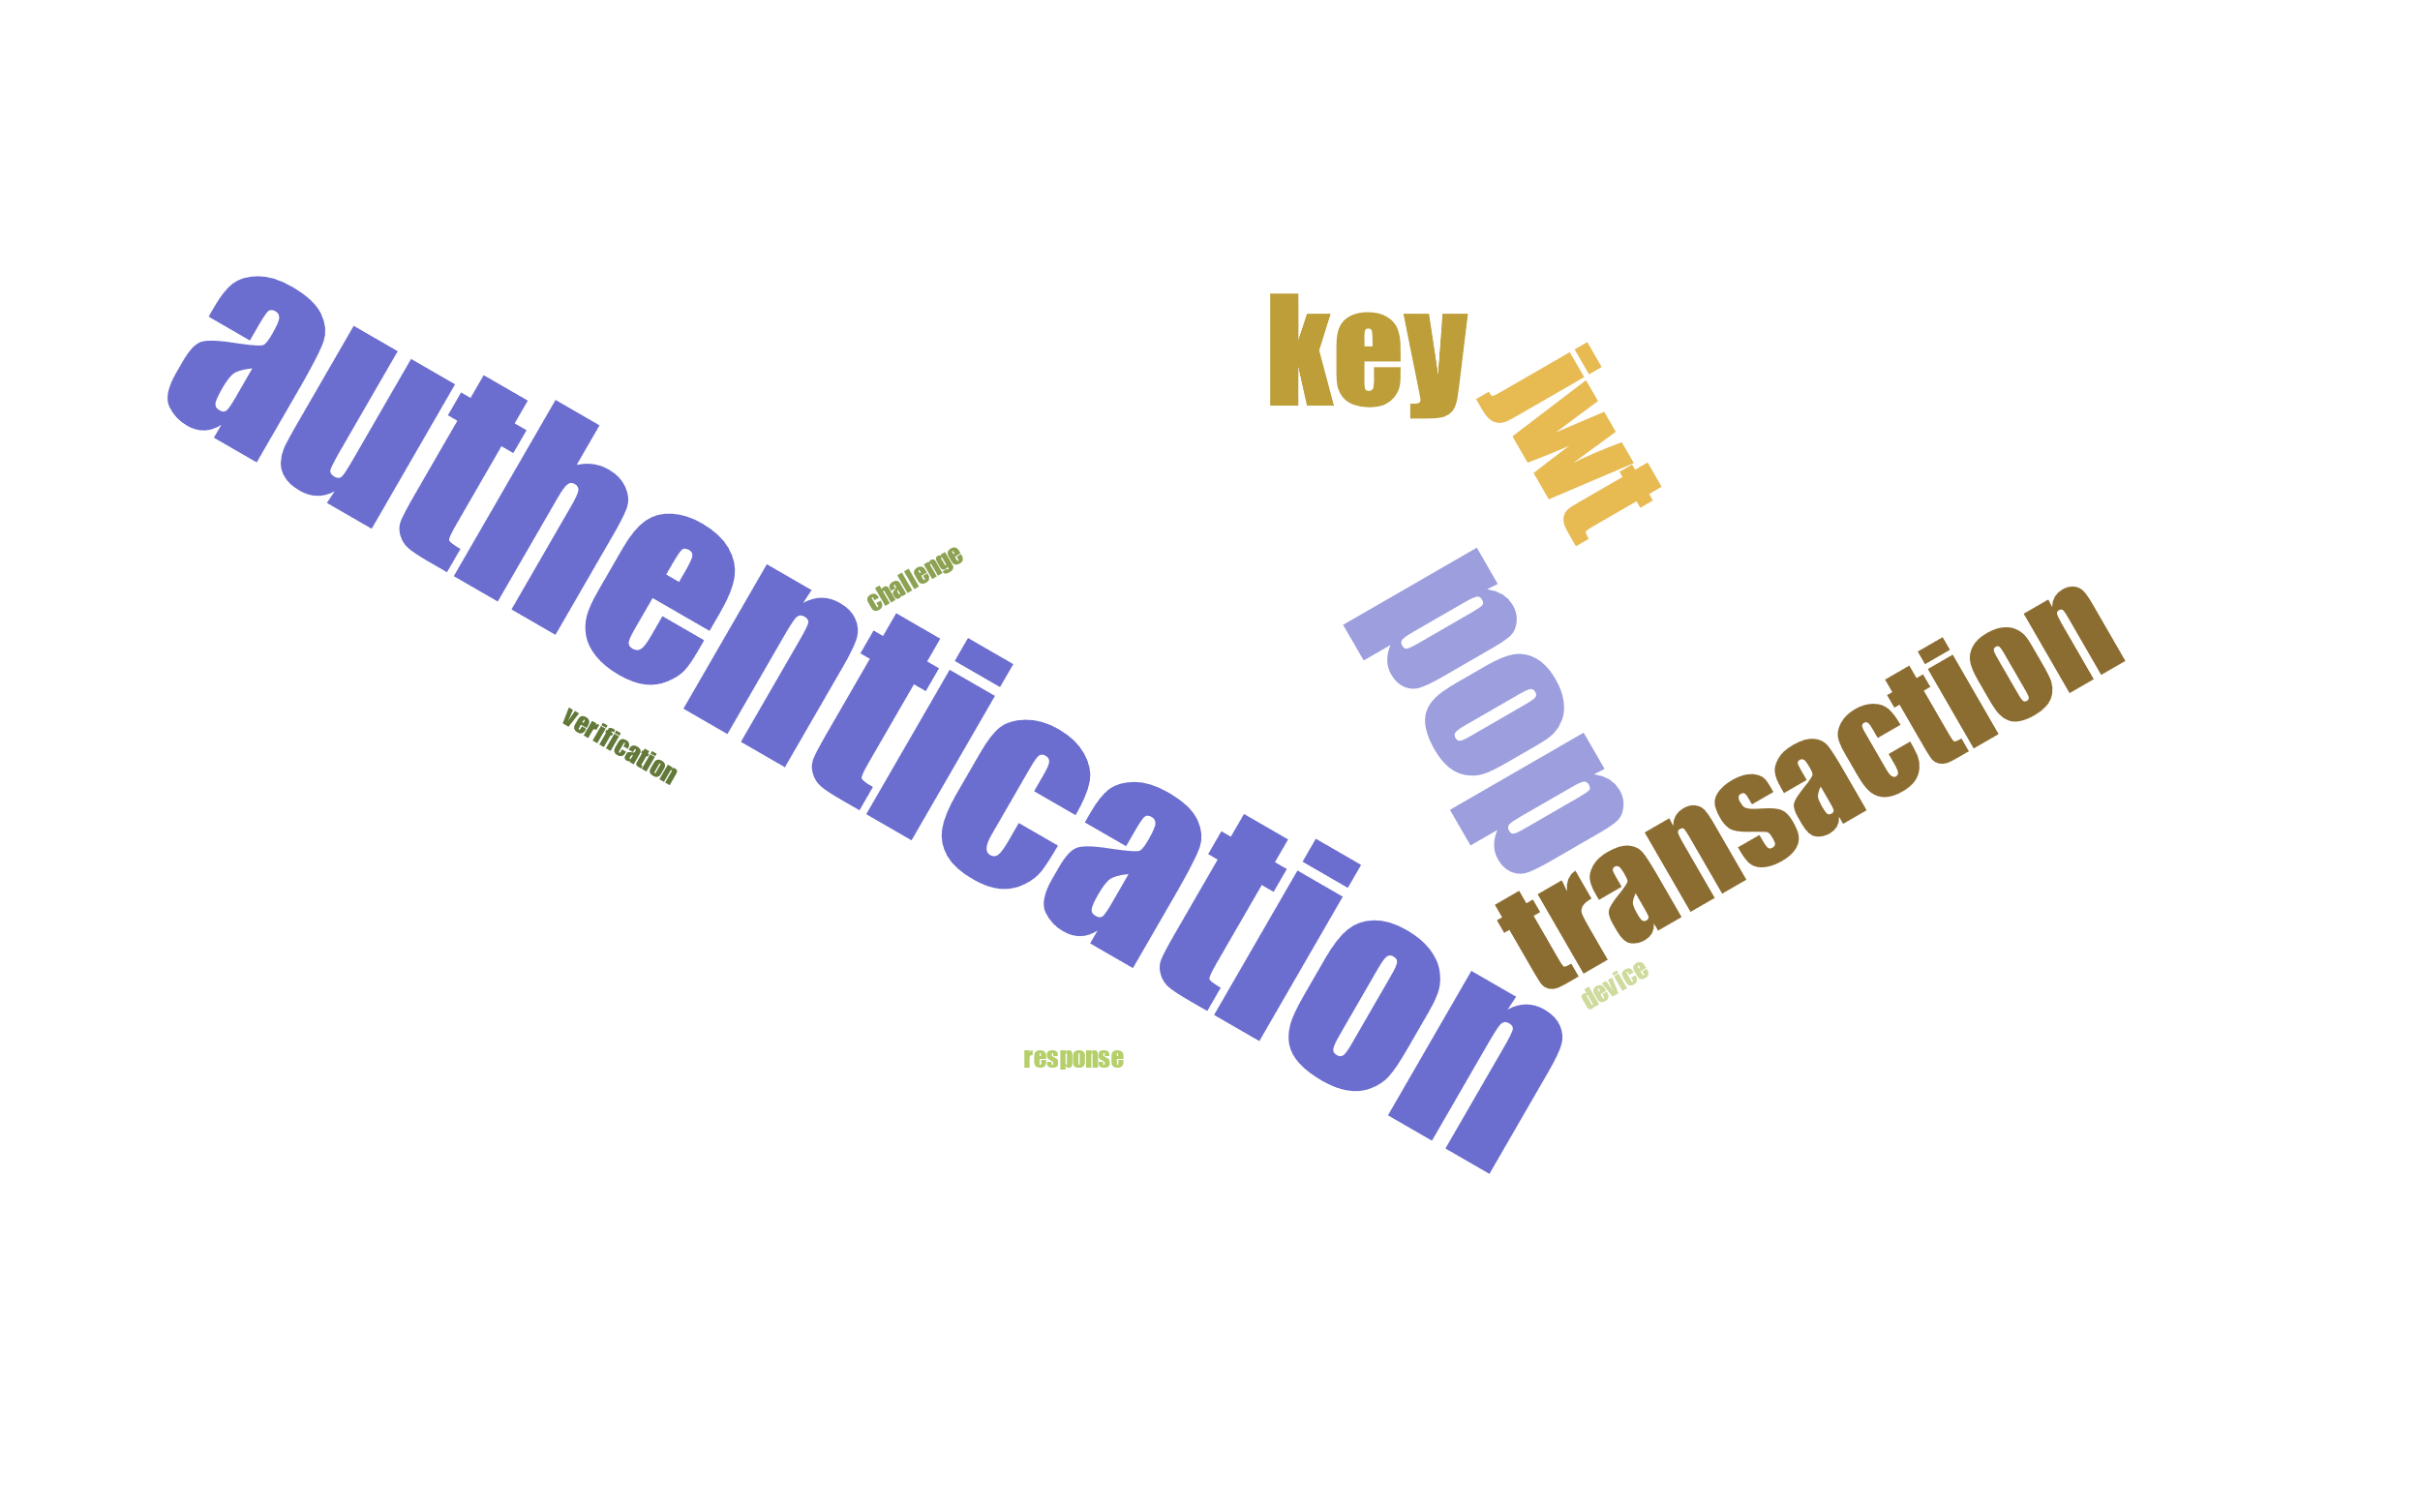 authentication
key
jwt
challenge
pop
transaction
verification
device
response